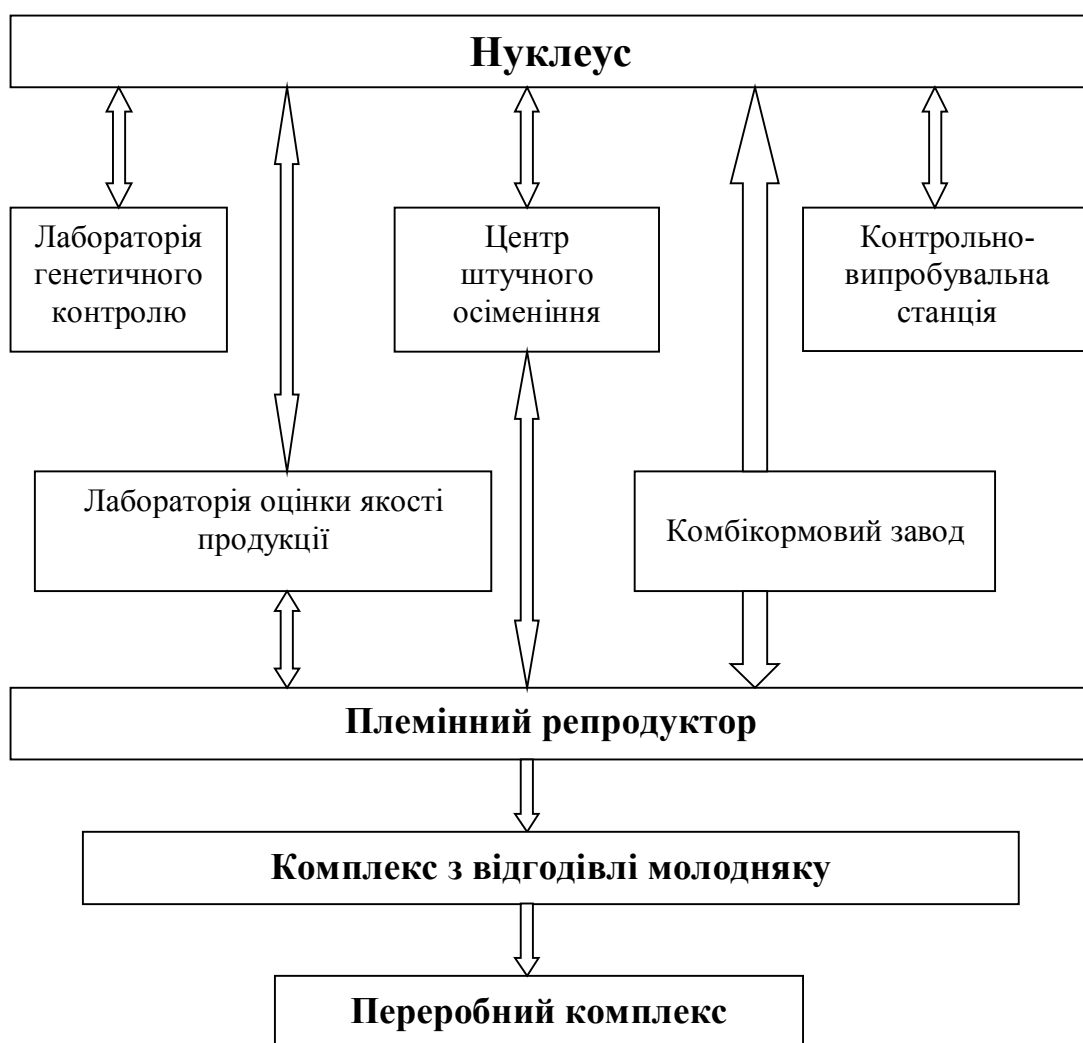 Нуклеус
Лабораторія
генетичного
контролю
Центр
штучного
осіменіння
Контрольно-
випробувальна
станція
Лабораторія оцінки якості
продукції
Комбікормовий завод
Племінний репродуктор
Комплекс з відгодівлі молодняку
Переробний комплекс